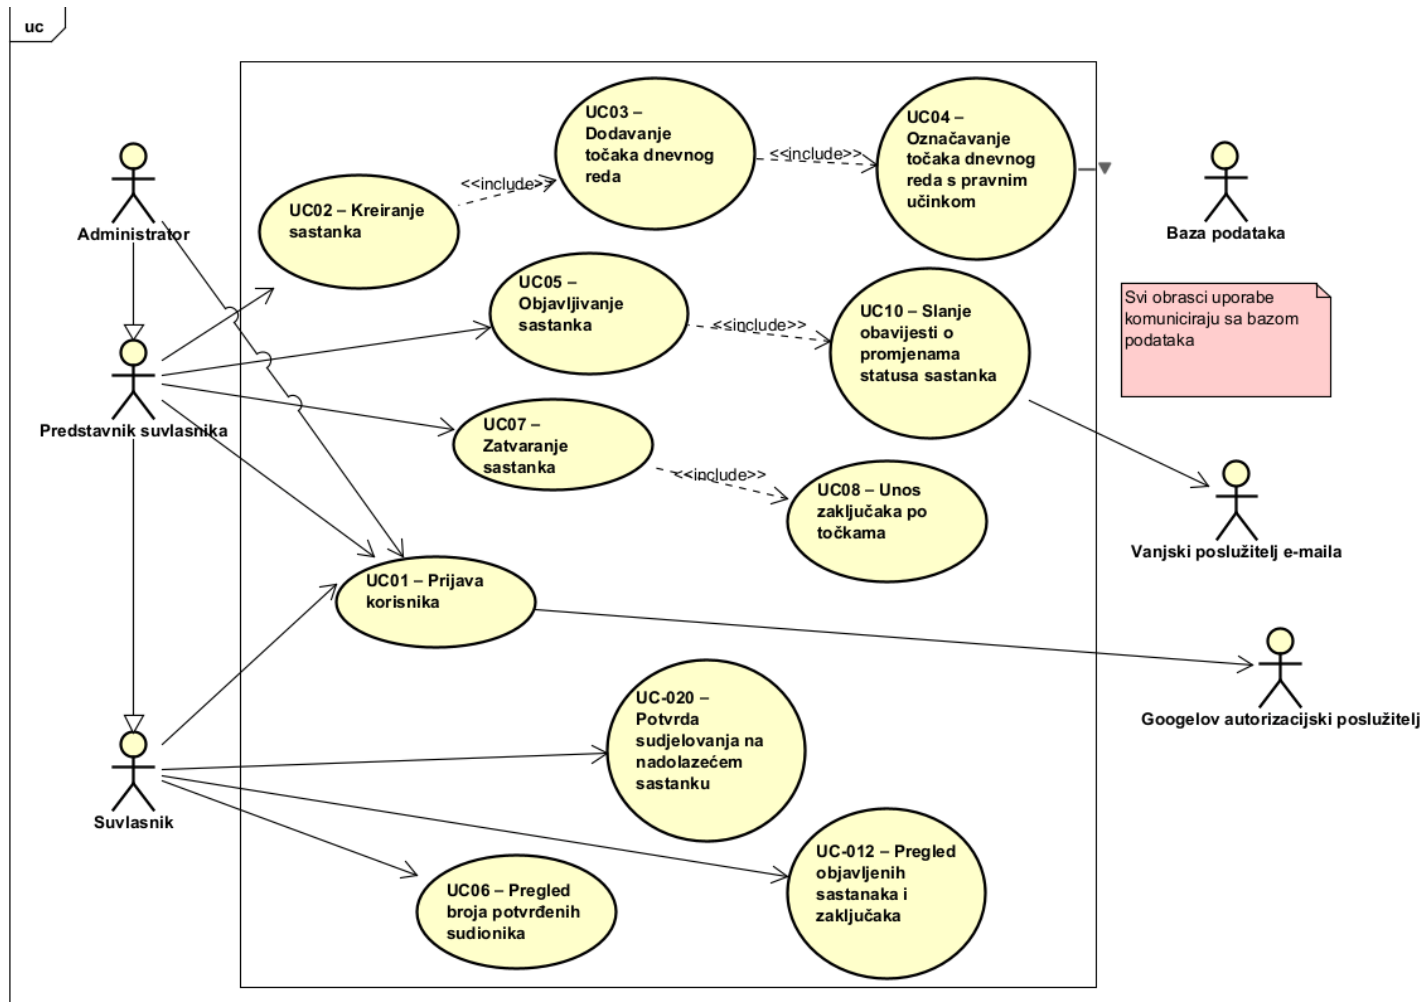 uc
UC03 –
Dodavanje
točaka dnevnog
reda
UC04 –
Označavanje
točaka dnevnog
reda s pravnim
učinkom
<<include>>
<<include>>
UC02 – Kreiranje
sastanka
Administrator
Baza podataka
UC05 –
Objavljivanje
sastanka
UC10 – Slanje
obavijesti o
promjenama
statusa sastanka
<<include>>
Svi obrasci uporabe
komuniciraju sa bazom
podataka
Predstavnik suvlasnika
UC07 –
Zatvaranje
sastanka
<<include>>
UC08 – Unos
zaključaka po
točkama
Vanjski poslužitelj e-maila
UC01 – Prijava
korisnika
Googelov autorizacijski poslužitelj
UC-020 –
Potvrda
sudjelovanja na
nadolazećem
sastanku
Suvlasnik
UC-012 – Pregled
objavljenih
sastanaka i
zaključaka
UC06 – Pregled
broja potvrđenih
sudionika